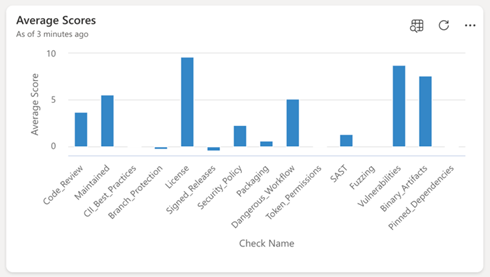 Average Scores
As of 3 minutes ago
10
5
0
Average Score
Code_Review
Maintained
CII_Best_Practices
Branch_Protection
License
Signed_Releases
Security_Policy
Packaging
Dangerous_Workflow
Token_Permissions
SAST
Fuzzing
Vulnerabilities
Binary_Artifacts
Pinned_Dependencies
Check Name